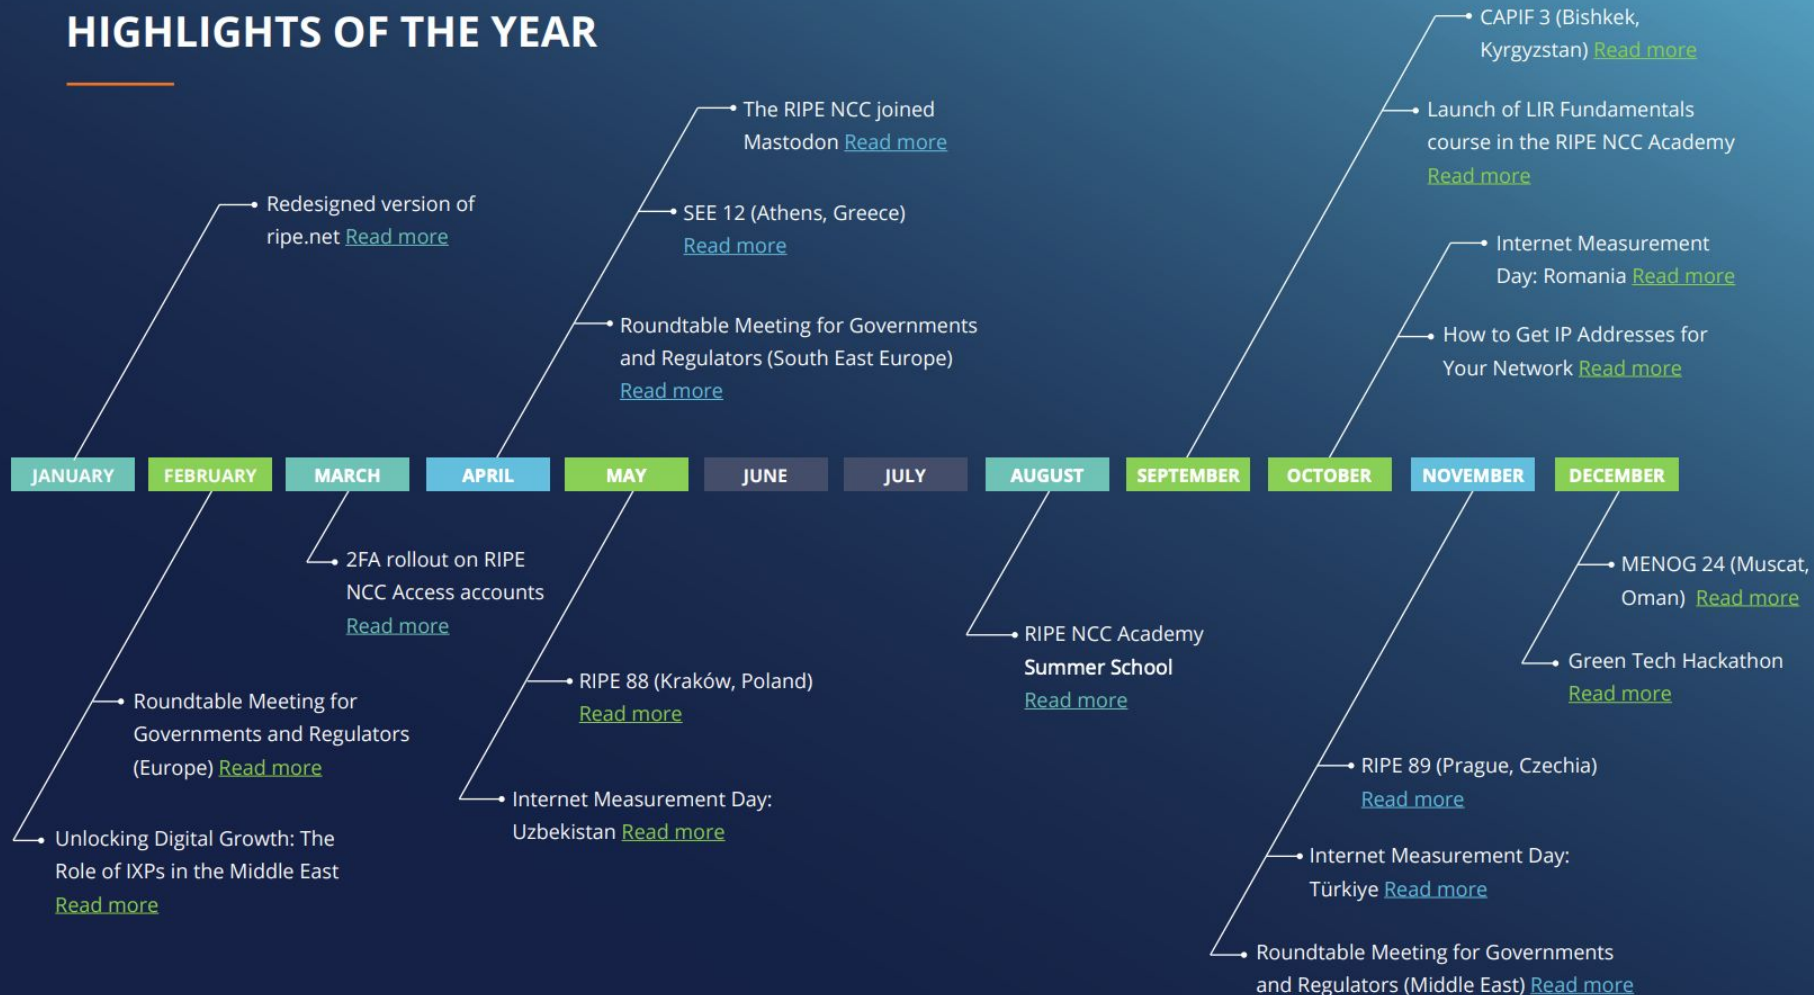 HIGHLIGHTS OF THE YEAR
Redesigned version of
ripe.net Read more
The RIPE NCC joined
Mastodon Read more
SEE 12 (Athens, Greece)
Read more
Roundtable Meeting for Governments
and Regulators (South East Europe)
Read more
CAPIF 3 (Bishkek,
Kyrgyzstan) Read more
Launch of LIR Fundamentals
course in the RIPE NCC Academy
Read more
Internet Measurement
Day: Romania Read more
How to Get IP Addresses for
Your Network Read more
JANUARY FEBRUARY MARCH APRIL MAY JUNE JULY AUGUST SEPTEMBER OCTOBER NOVEMBER DECEMBER
Unlocking Digital Growth: The
Role of IXPs in the Middle East
Read more
Roundtable Meeting for
Governments and Regulators
(Europe) Read more
2FA rollout on RIPE
NCC Access accounts
Read more
RIPE 88 (Kraków, Poland)
Read more
Internet Measurement Day:
Uzbekistan Read more
RIPE NCC Academy
Summer School
Read more
RIPE 89 (Prague, Czechia)
Read more
Internet Measurement Day:
Türkiye Read more
Roundtable Meeting for Governments
and Regulators (Middle East) Read more
MENOG 24 (Muscat,
Oman) Read more
Green Tech Hackathon
Read more